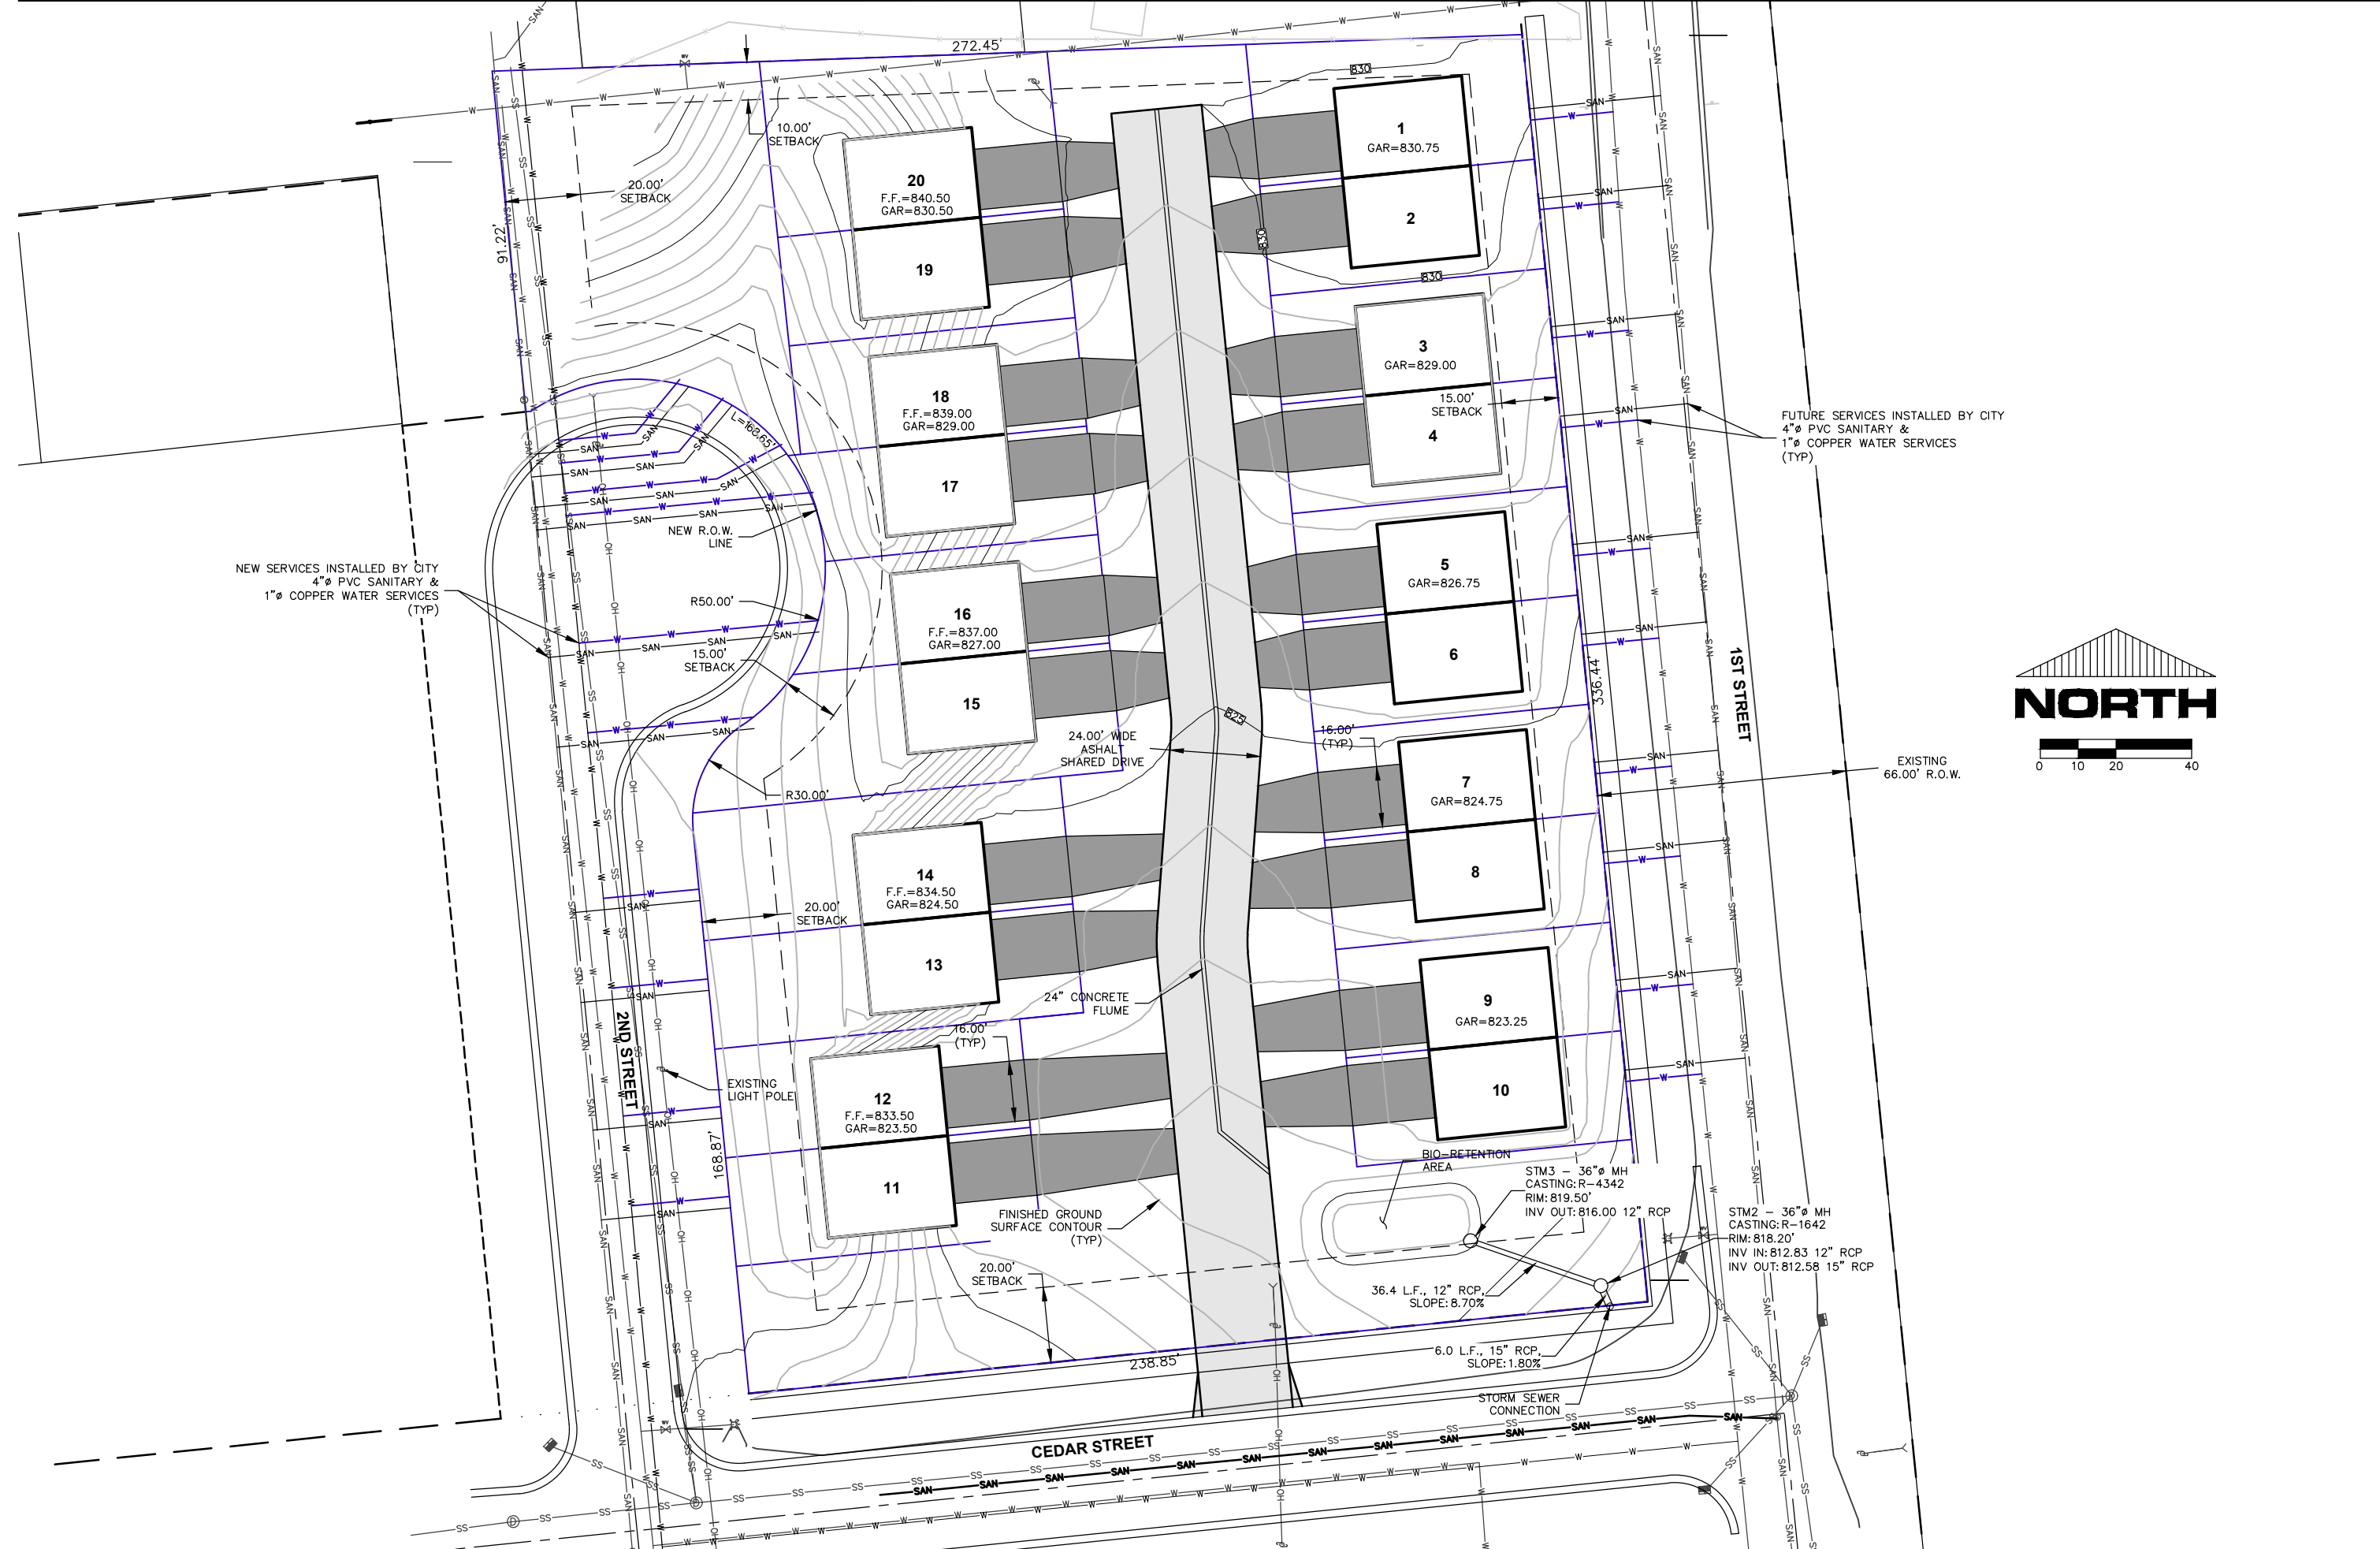 272.45'
830
10.00'
SETBACK
20.00'
SETBACK
91.22'
20
F.F.=840.50
GAR=830.50
19
1
GAR=830.75
2
830
830
18
F.F.=839.00
GAR=829.00
17
3
GAR=829.00
15.00'
SETBACK
4
FUTURE SERVICES INSTALLED BY CITY
4"ø PVC SANITARY &
1"ø COPPER WATER SERVICES
(TYP)
L=168.65'
NEW R.O.W.
LINE
NEW SERVICES INSTALLED BY CITY
4"ø PVC SANITARY &
1"ø COPPER WATER SERVICES
(TYP)
R50.00'
15.00'
SETBACK
16
F.F.=837.00
GAR=827.00
15
5
GAR=826.75
6
336.44'
1ST STREET
NORTH
0 10 20 40
EXISTING
66.00' R.O.W.
825
24.00' WIDE
ASHALT
SHARED DRIVE
16.00'
(TYP)
R30.00'
7
GAR=824.75
8
14
F.F.=834.50
GAR=824.50
20.00'
SETBACK
13
24" CONCRETE
FLUME
9
GAR=823.25
10
2ND STREET
16.00'
(TYP)
EXISTING
LIGHT POLE
12
F.F.=833.50
GAR=823.50
168.87'
11
BIO-RETENTION
AREA
STM3 - 36"ø MH
CASTING:R-4342
RIM:819.50'
INV OUT:816.00 12" RCP
STM2 - 36"ø MH
CASTING:R-1642
RIM:818.20'
INV IN:812.83 12" RCP
INV OUT:812.58 15" RCP
FINISHED GROUND
SURFACE CONTOUR
(TYP)
20.00'
SETBACK
36.4 L.F., 12" RCP,
SLOPE:8.70%
238.85'
6.0 L.F., 15" RCP,
SLOPE:1.80%
STORM SEWER
CONNECTION
CEDAR STREET